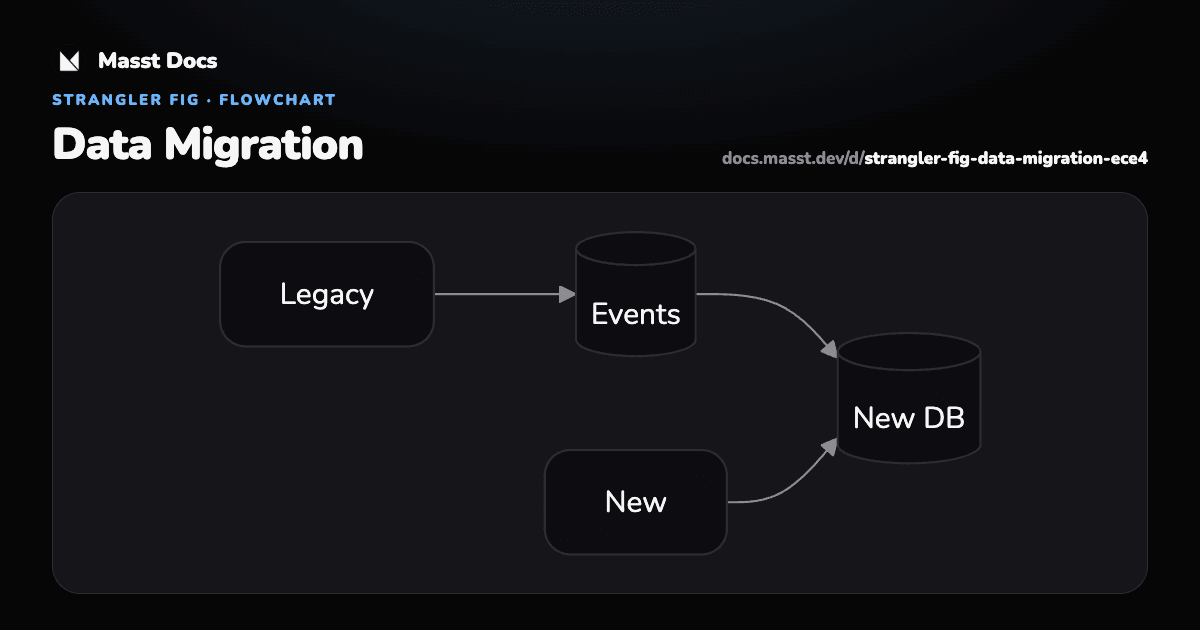 Masst Docs
STRANGLER FIG · FLOWCHART
Data Migration
docs.masst.dev/d/strangler-fig-data-migration-ece4
Legacy
Events
New DB
New